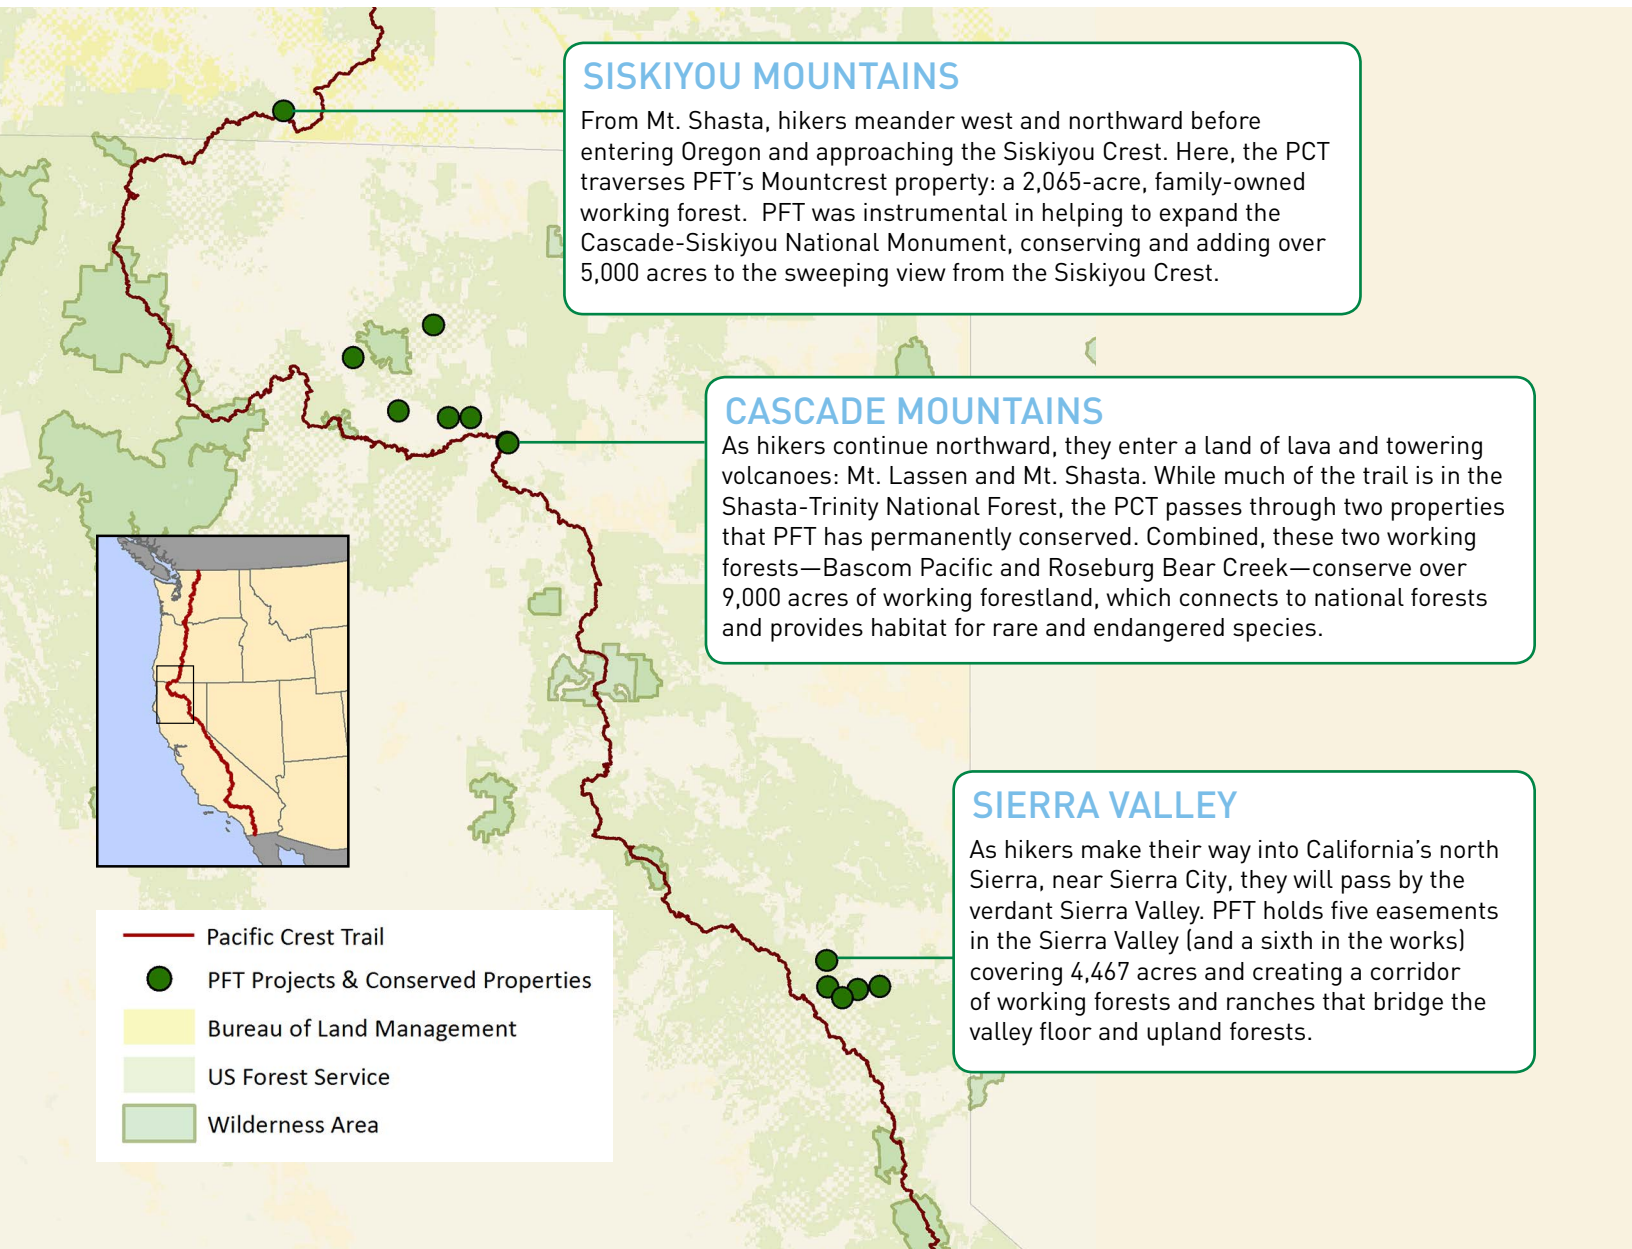 SISKIYOU MOUNTAINS
From Mt. Shasta, hikers meander west and northward before
entering Oregon and approaching the Siskiyou Crest. Here, the PCT
traverses PFT's Mountcrest property: a 2,065-acre, family-owned
working forest.  PFT was instrumental in helping to expand the
Cascade-Siskiyou National Monument, conserving and adding over
5,000 acres to the sweeping view from the Siskiyou Crest.
CASCADE MOUNTAINS
As hikers continue northward, they enter a land of lava and towering
volcanoes: Mt. Lassen and Mt. Shasta. While much of the trail is in the
Shasta-Trinity National Forest, the PCT passes through two properties
that PFT has permanently conserved. Combined, these two working
forests—Bascom Pacific and Roseburg Bear Creek—conserve over
9,000 acres of working forestland, which connects to national forests
and provides habitat for rare and endangered species.
SIERRA VALLEY
As hikers make their way into California's north
Sierra, near Sierra City, they will pass by the
verdant Sierra Valley. PFT holds five easements
in the Sierra Valley (and a sixth in the works)
covering 4,467 acres and creating a corridor
of working forests and ranches that bridge the
valley floor and upland forests.
Pacific Crest Trail
PFT Projects & Conserved Properties
Bureau of Land Management
US Forest Service
Wilderness Area